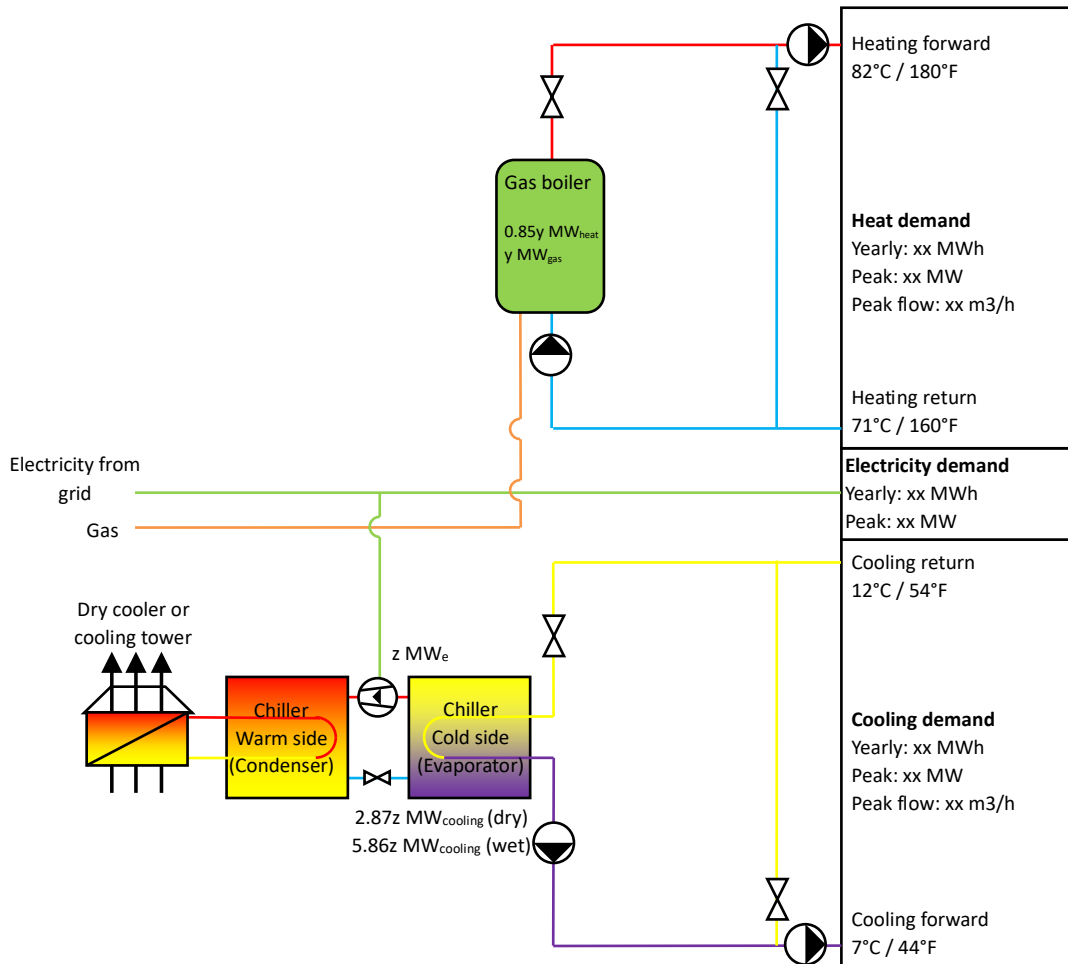 Heating forward
82°C / 180°F
Gas boiler
0.85y MWheat
y MWgas
Heat demand
Yearly: xx MWh
Peak: xx MW
Peak flow: xx m3/h
Heating return
71°C / 160°F
Electricity from
grid
Gas
Electricity demand
Yearly: xx MWh
Peak: xx MW
Cooling return
12°C / 54°F
Dry cooler or
cooling tower
z MWe
Chiller
Warm side
(Condenser)
Chiller
Cold side
(Evaporator)
2.87z MWcooling (dry)
5.86z MWcooling (wet)
Cooling demand
Yearly: xx MWh
Peak: xx MW
Peak flow: xx m3/h
Cooling forward
7°C / 44°F